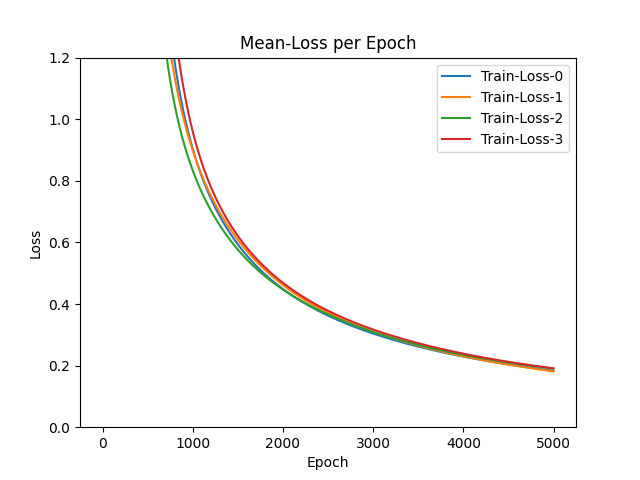 Mean-Loss per Epoch
1.2
1.0
0.8
0.6
0.4
0.2
0.0
Loss
Train-Loss-0
Train-Loss-1
Train-Loss-2
Train-Loss-3
0 1000 2000 3000 4000 5000
Epoch